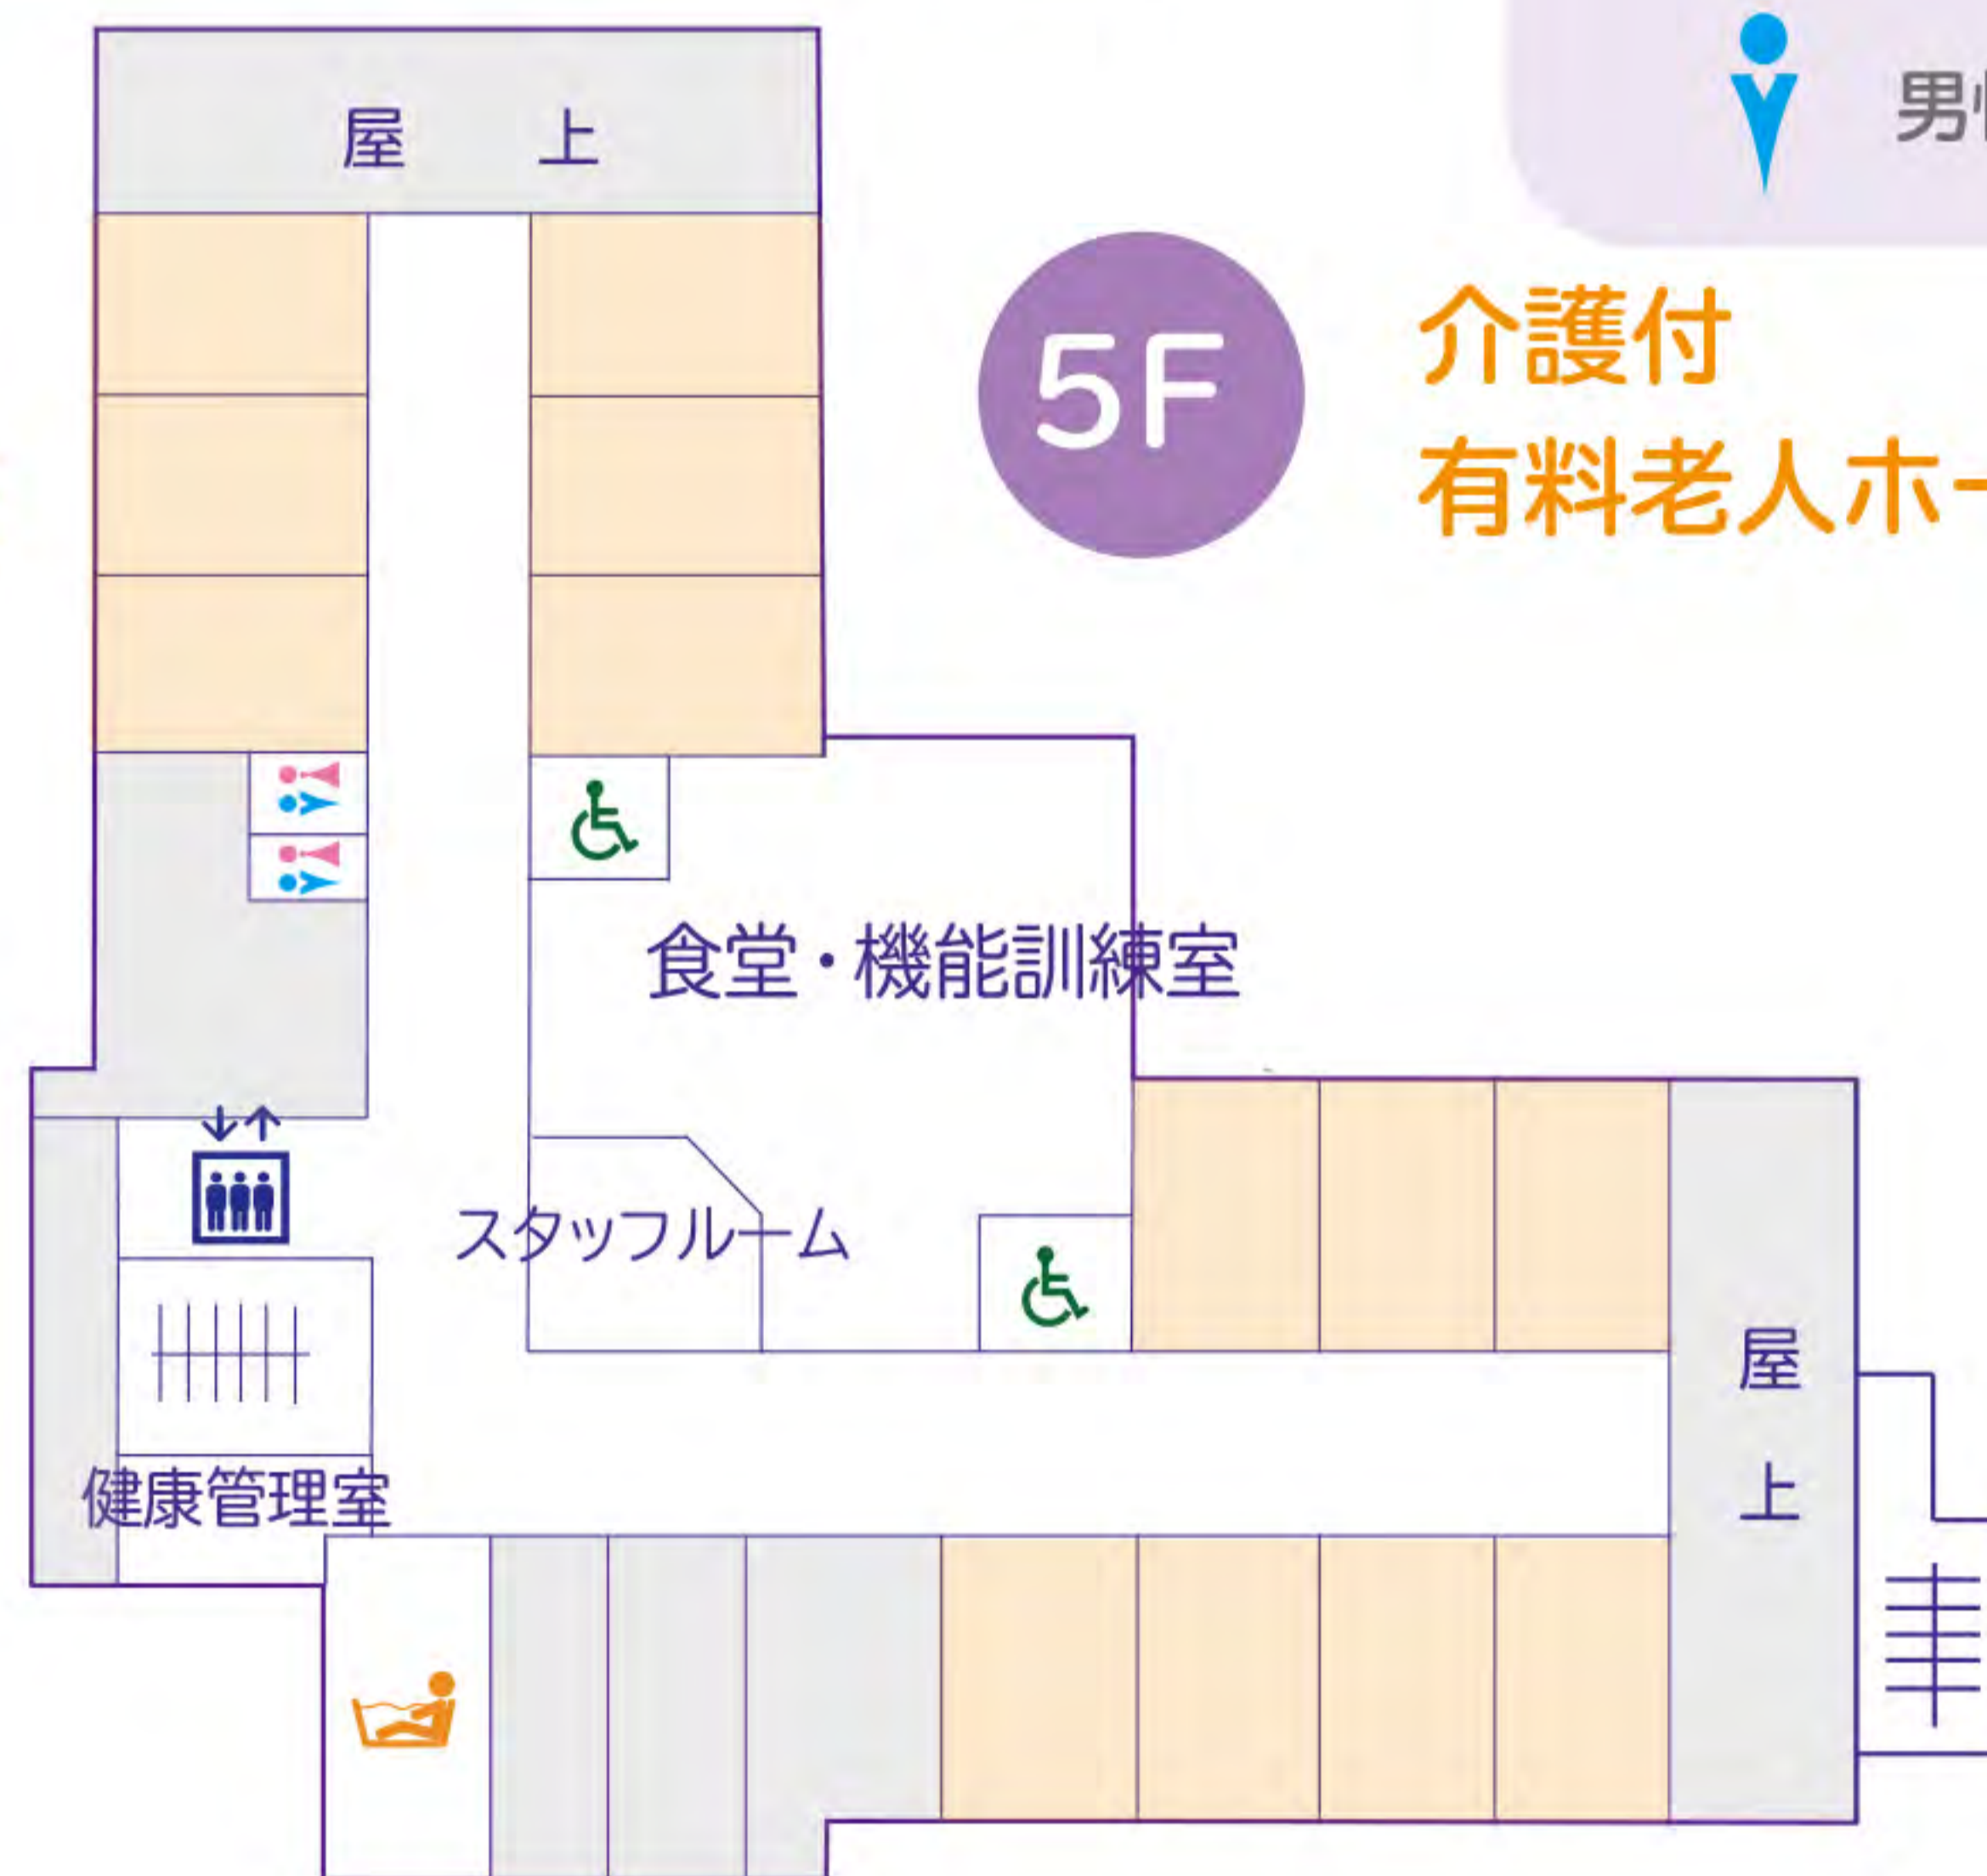 男
屋 上
5F
介護付
有料老人ホー
食堂・機能訓練室
スタッフルーム
屋
上
健康管理室